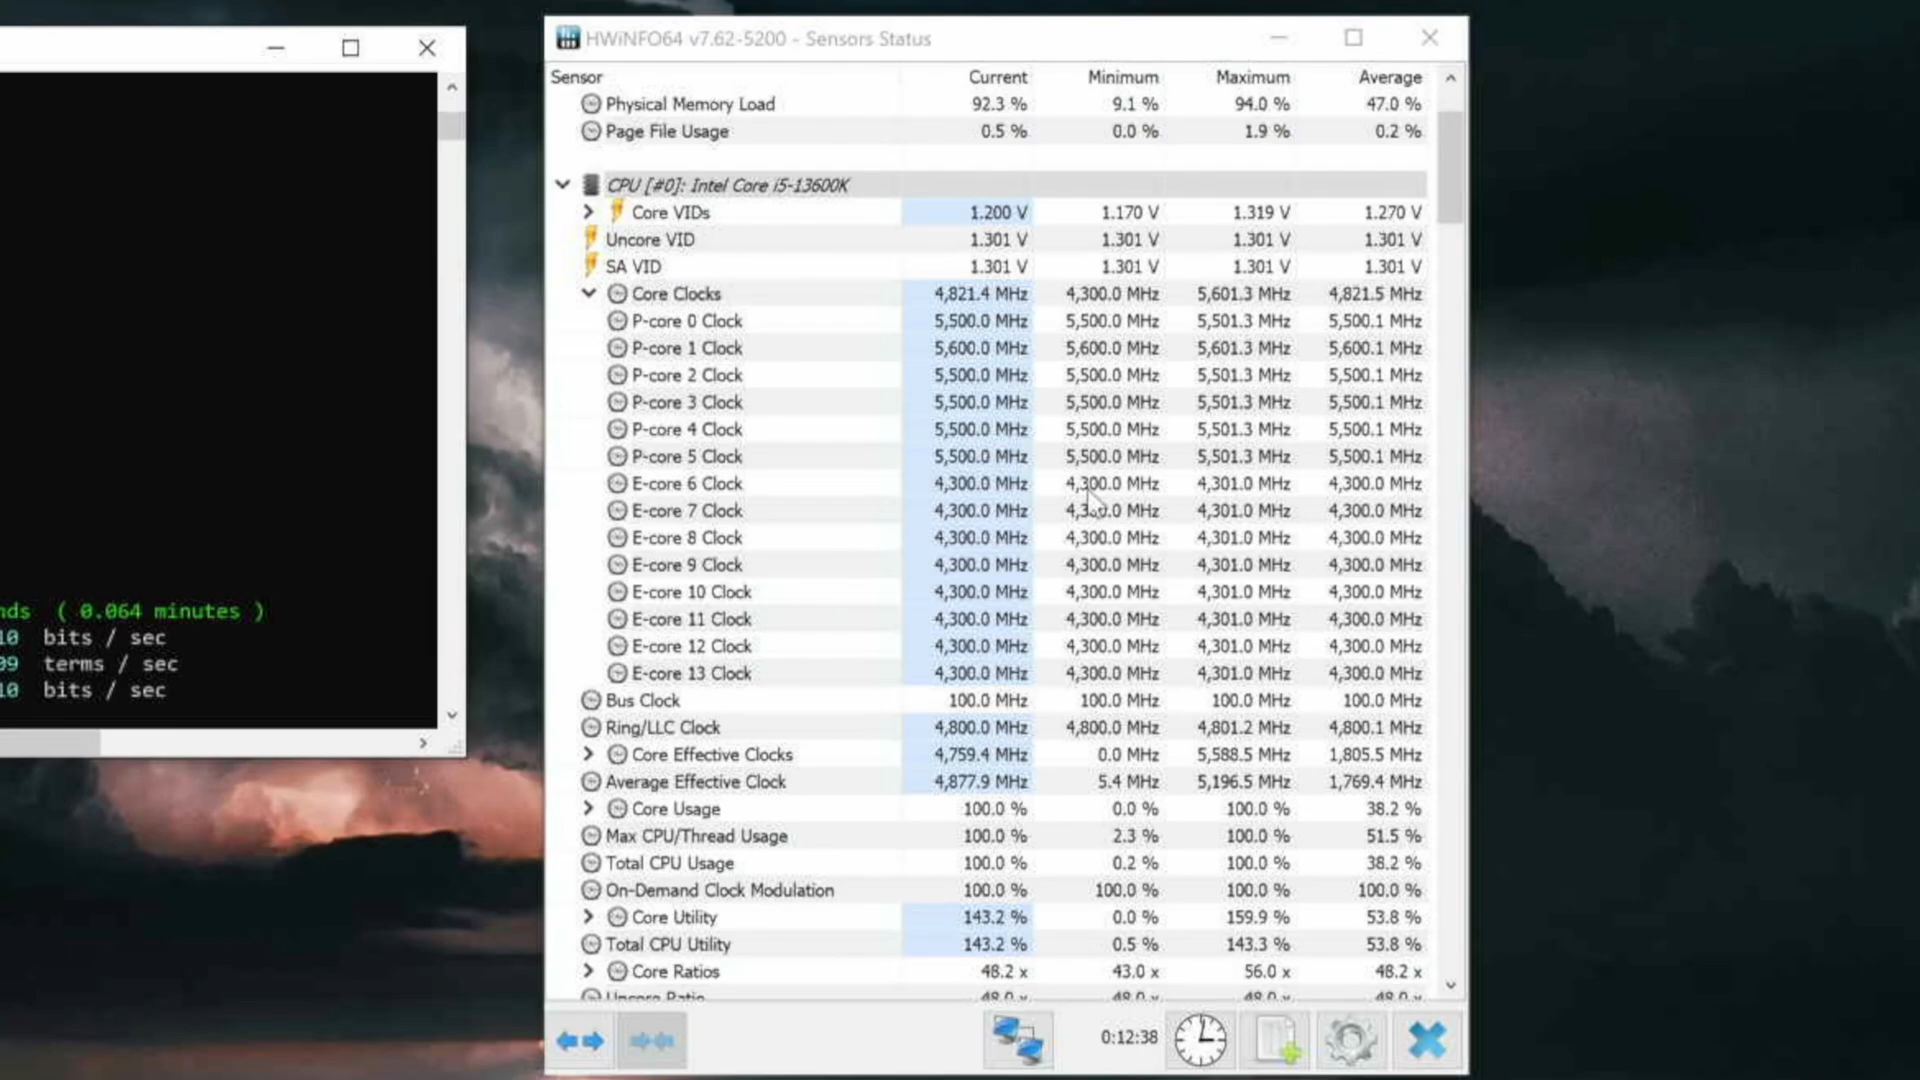 nds ( 0.064 minutes )
10 bits / sec
09 terms / sec
10 bits / sec
HWiNFO64 v7.62-5200 - Sensors Status
Sensor Current Minimum Maximum Average
Physical Memory Load 92.3 % 9.1 % 94.0 % 47.0 %
Page File Usage 0.5 % 0.0 % 1.9 % 0.2 %
CPU [#0]: Intel Core i5-13600K
Core VIDs 1.200 V 1.170 V 1.319 V 1.270 V
Uncore VID 1.301 V 1.301 V 1.301 V 1.301 V
SA VID 1.301 V 1.301 V 1.301 V 1.301 V
Core Clocks 4,821.4 MHz 4,300.0 MHz 5,601.3 MHz 4,821.5 MHz
P-core 0 Clock 5,500.0 MHz 5,500.0 MHz 5,501.3 MHz 5,500.1 MHz
P-core 1 Clock 5,600.0 MHz 5,600.0 MHz 5,601.3 MHz 5,600.1 MHz
P-core 2 Clock 5,500.0 MHz 5,500.0 MHz 5,501.3 MHz 5,500.1 MHz
P-core 3 Clock 5,500.0 MHz 5,500.0 MHz 5,501.3 MHz 5,500.1 MHz
P-core 4 Clock 5,500.0 MHz 5,500.0 MHz 5,501.3 MHz 5,500.1 MHz
P-core 5 Clock 5,500.0 MHz 5,500.0 MHz 5,501.3 MHz 5,500.1 MHz
E-core 6 Clock 4,300.0 MHz 4,300.0 MHz 4,301.0 MHz 4,300.0 MHz
E-core 7 Clock 4,300.0 MHz 4,300.0 MHz 4,301.0 MHz 4,300.0 MHz
E-core 8 Clock 4,300.0 MHz 4,300.0 MHz 4,301.0 MHz 4,300.0 MHz
E-core 9 Clock 4,300.0 MHz 4,300.0 MHz 4,301.0 MHz 4,300.0 MHz
E-core 10 Clock 4,300.0 MHz 4,300.0 MHz 4,301.0 MHz 4,300.0 MHz
E-core 11 Clock 4,300.0 MHz 4,300.0 MHz 4,301.0 MHz 4,300.0 MHz
E-core 12 Clock 4,300.0 MHz 4,300.0 MHz 4,301.0 MHz 4,300.0 MHz
E-core 13 Clock 4,300.0 MHz 4,300.0 MHz 4,301.0 MHz 4,300.0 MHz
Bus Clock 100.0 MHz 100.0 MHz 100.0 MHz 100.0 MHz
Ring/LLC Clock 4,800.0 MHz 4,800.0 MHz 4,801.2 MHz 4,800.1 MHz
Core Effective Clocks 4,759.4 MHz 0.0 MHz 5,588.5 MHz 1,805.5 MHz
Average Effective Clock 4,877.9 MHz 5.4 MHz 5,196.5 MHz 1,769.4 MHz
Core Usage 100.0 % 0.0 % 100.0 % 38.2 %
Max CPU/Thread Usage 100.0 % 2.3 % 100.0 % 51.5 %
Total CPU Usage 100.0 % 0.2 % 100.0 % 38.2 %
On-Demand Clock Modulation 100.0 % 100.0 % 100.0 % 100.0 %
Core Utility 143.2 % 0.0 % 159.9 % 53.8 %
Total CPU Utility 143.2 % 0.5 % 143.3 % 53.8 %
Core Ratios 48.2 x 43.0 x 56.0 x 48.2 x
Uncore Ratio 48.0 x 48.0 x 48.0 x 48.0 x
0:12:38